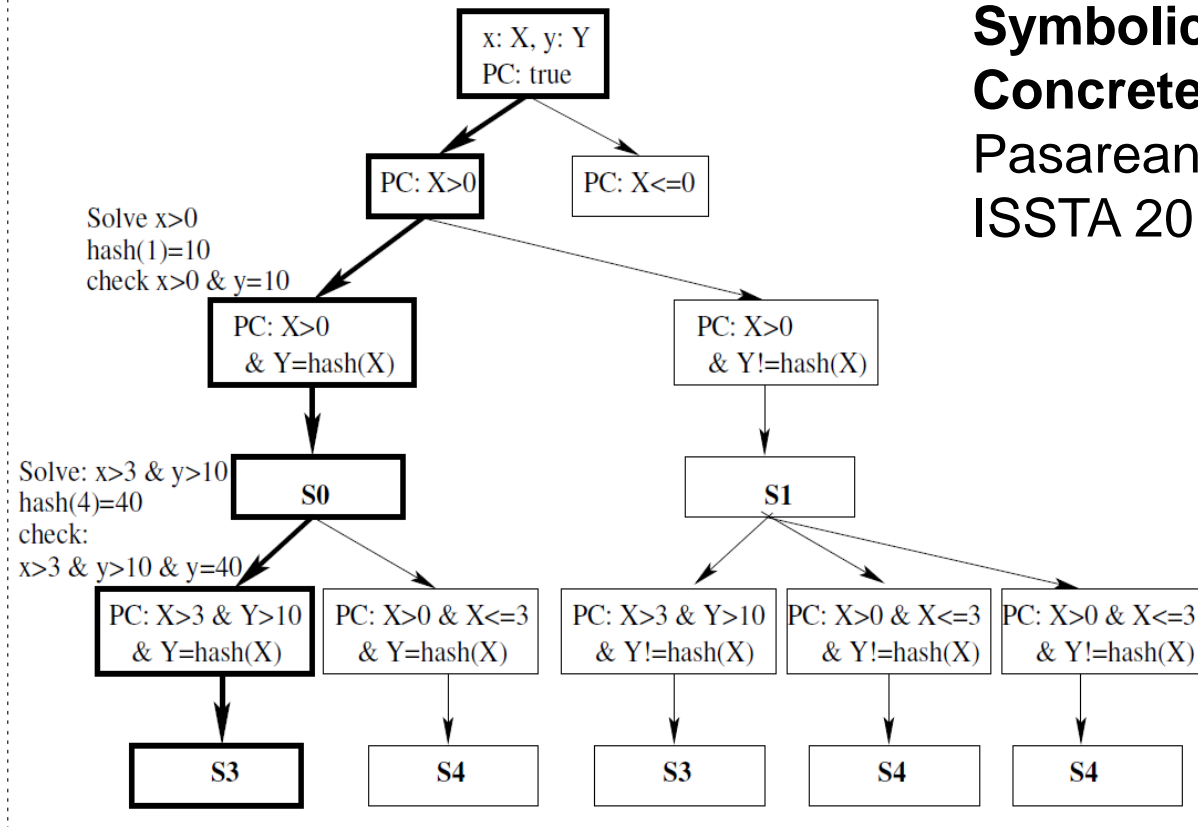 Symbolic
Concrete
Pasarean
ISSTA 20
x: X, y: Y
PC: true
PC: X>0
PC: X<=0
Solve x>0
hash(1)=10
check x>0 & y=10
PC: X>0
& Y=hash(X)
PC: X>0
& Y!=hash(X)
Solve: x>3 & y>10
hash(4)=40
check:
x>3 & y>10 & y=40
S0
S1
PC: X>3 & Y>10
& Y=hash(X)
PC: X>0 & X<=3
& Y=hash(X)
PC: X>3 & Y>10
& Y!=hash(X)
PC: X>0 & X<=3
& Y!=hash(X)
PC: X>0 & X<=3
& Y!=hash(X)
S3
S4
S3
S4
S4